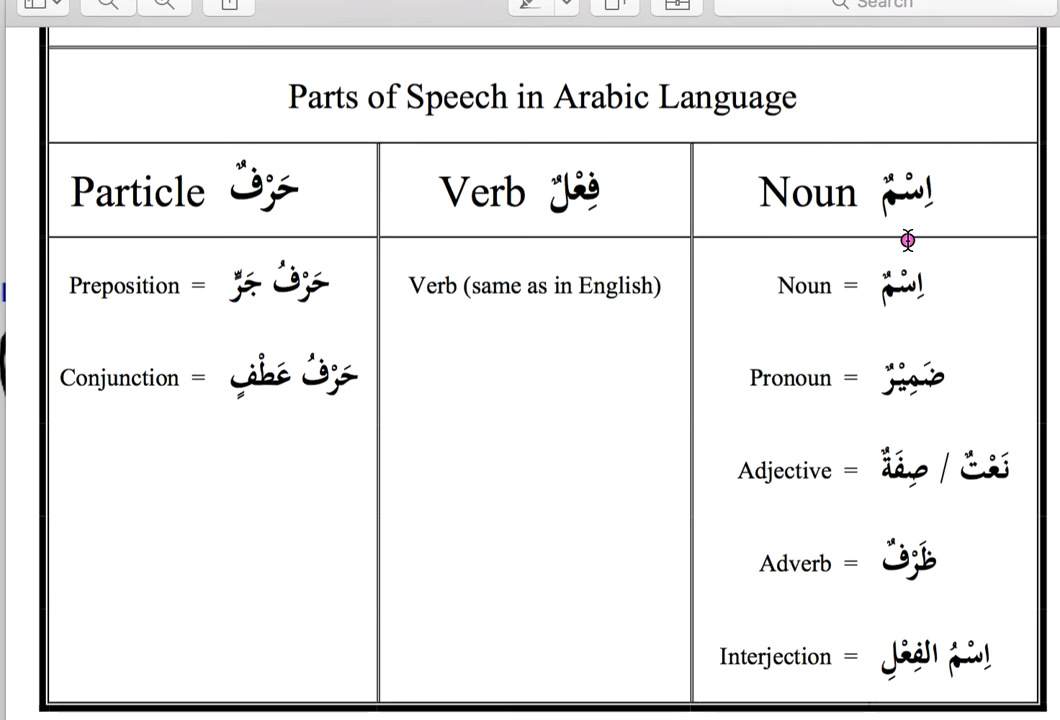 Search
Parts of Speech in Arabic Language
Particle حَرْفٌ
Verb فِعْلٌ
Noun اِسْمٌ
Preposition = حَرْفُ جَرٍّ
Verb (same as in English)
Noun = اِسْمٌ
Conjunction = حَرْفُ عَطْفٍ
Pronoun = ضَمِيْرٌ
Adjective = نَعْتٌ / صِفَةٌ
Adverb = ظَرْفٌ
Interjection = اِسْمُ الفِعْلِ